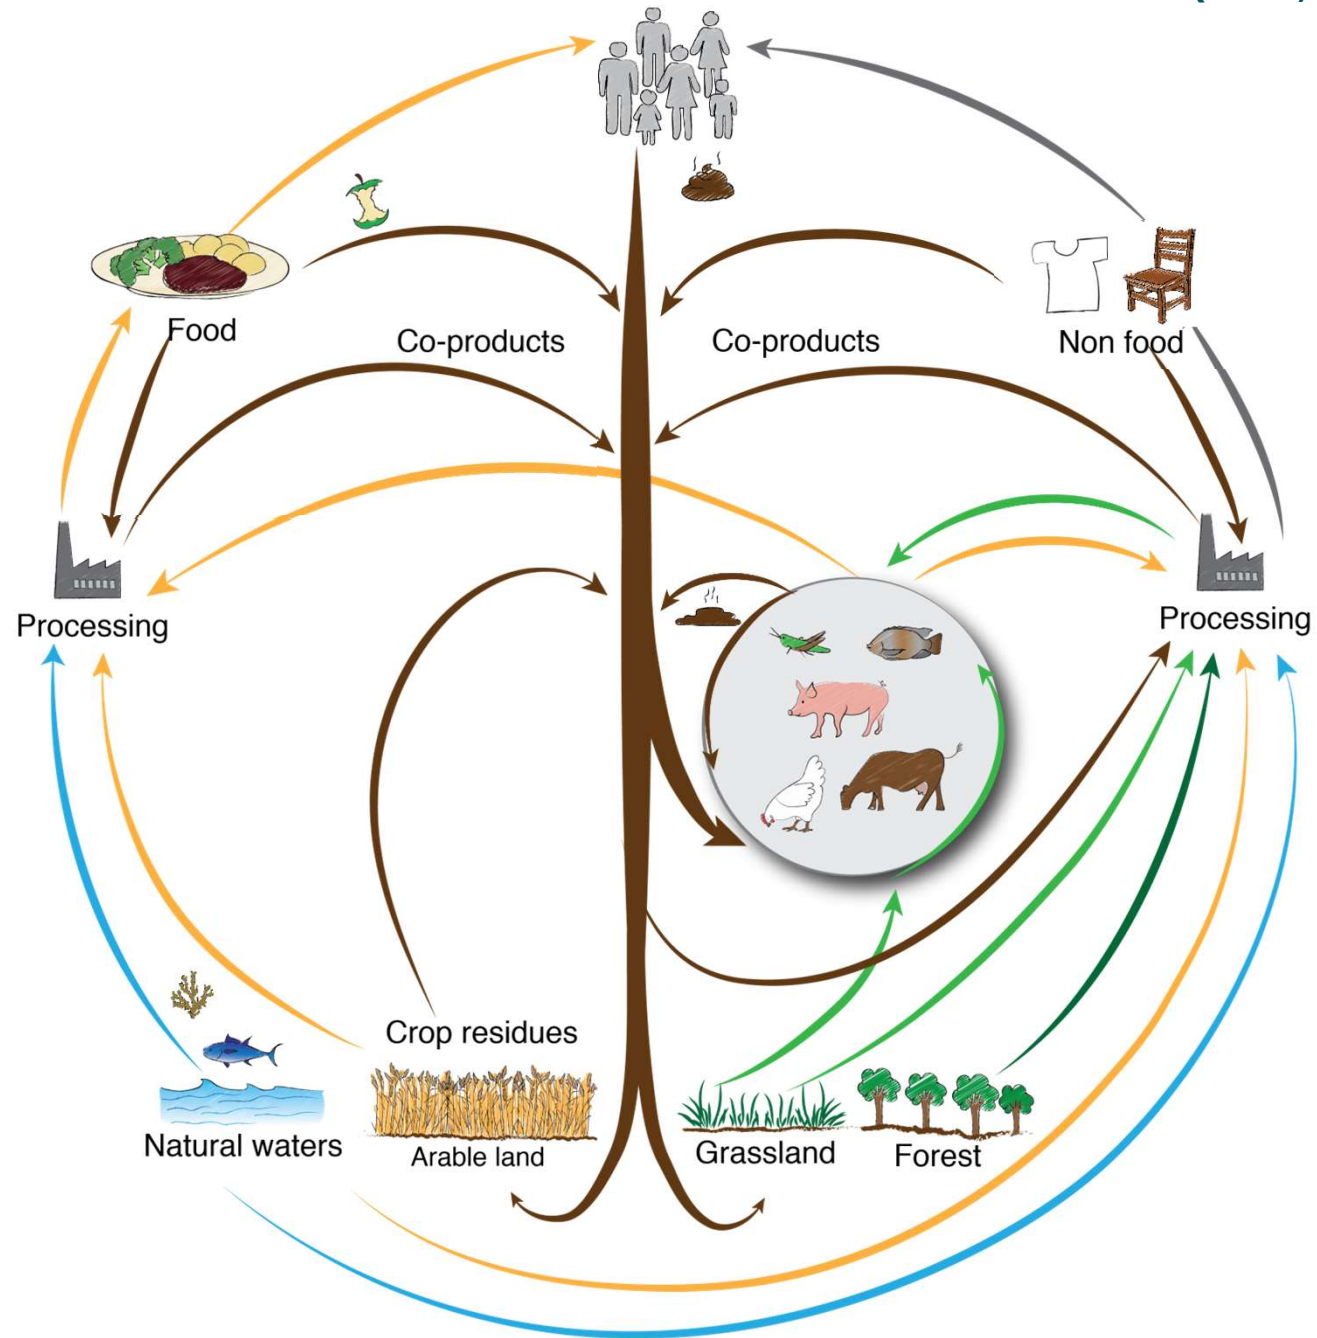 Food
Co-products
Co-products
Non food
Processing
Processing
Crop residues
Natural waters
Arable land
Grassland
Forest